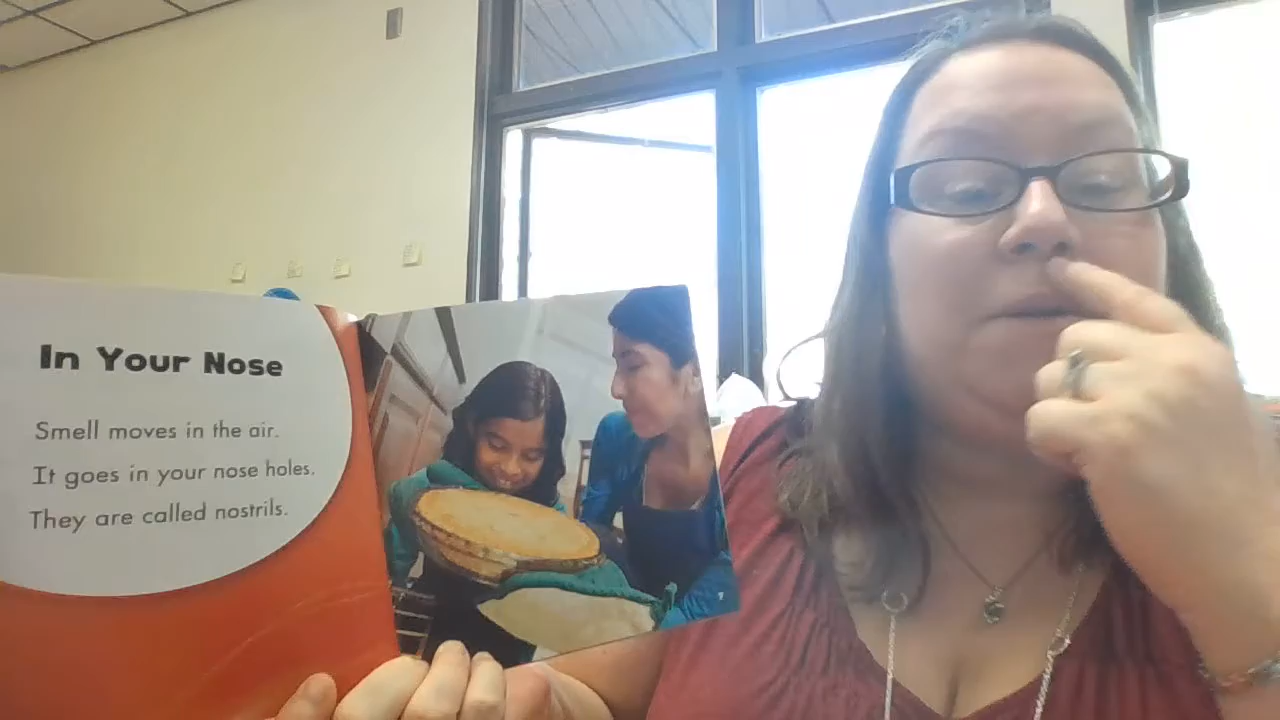 In Your Nose
Smell moves in the air.
It goes in your nose holes.
They are called nostrils.